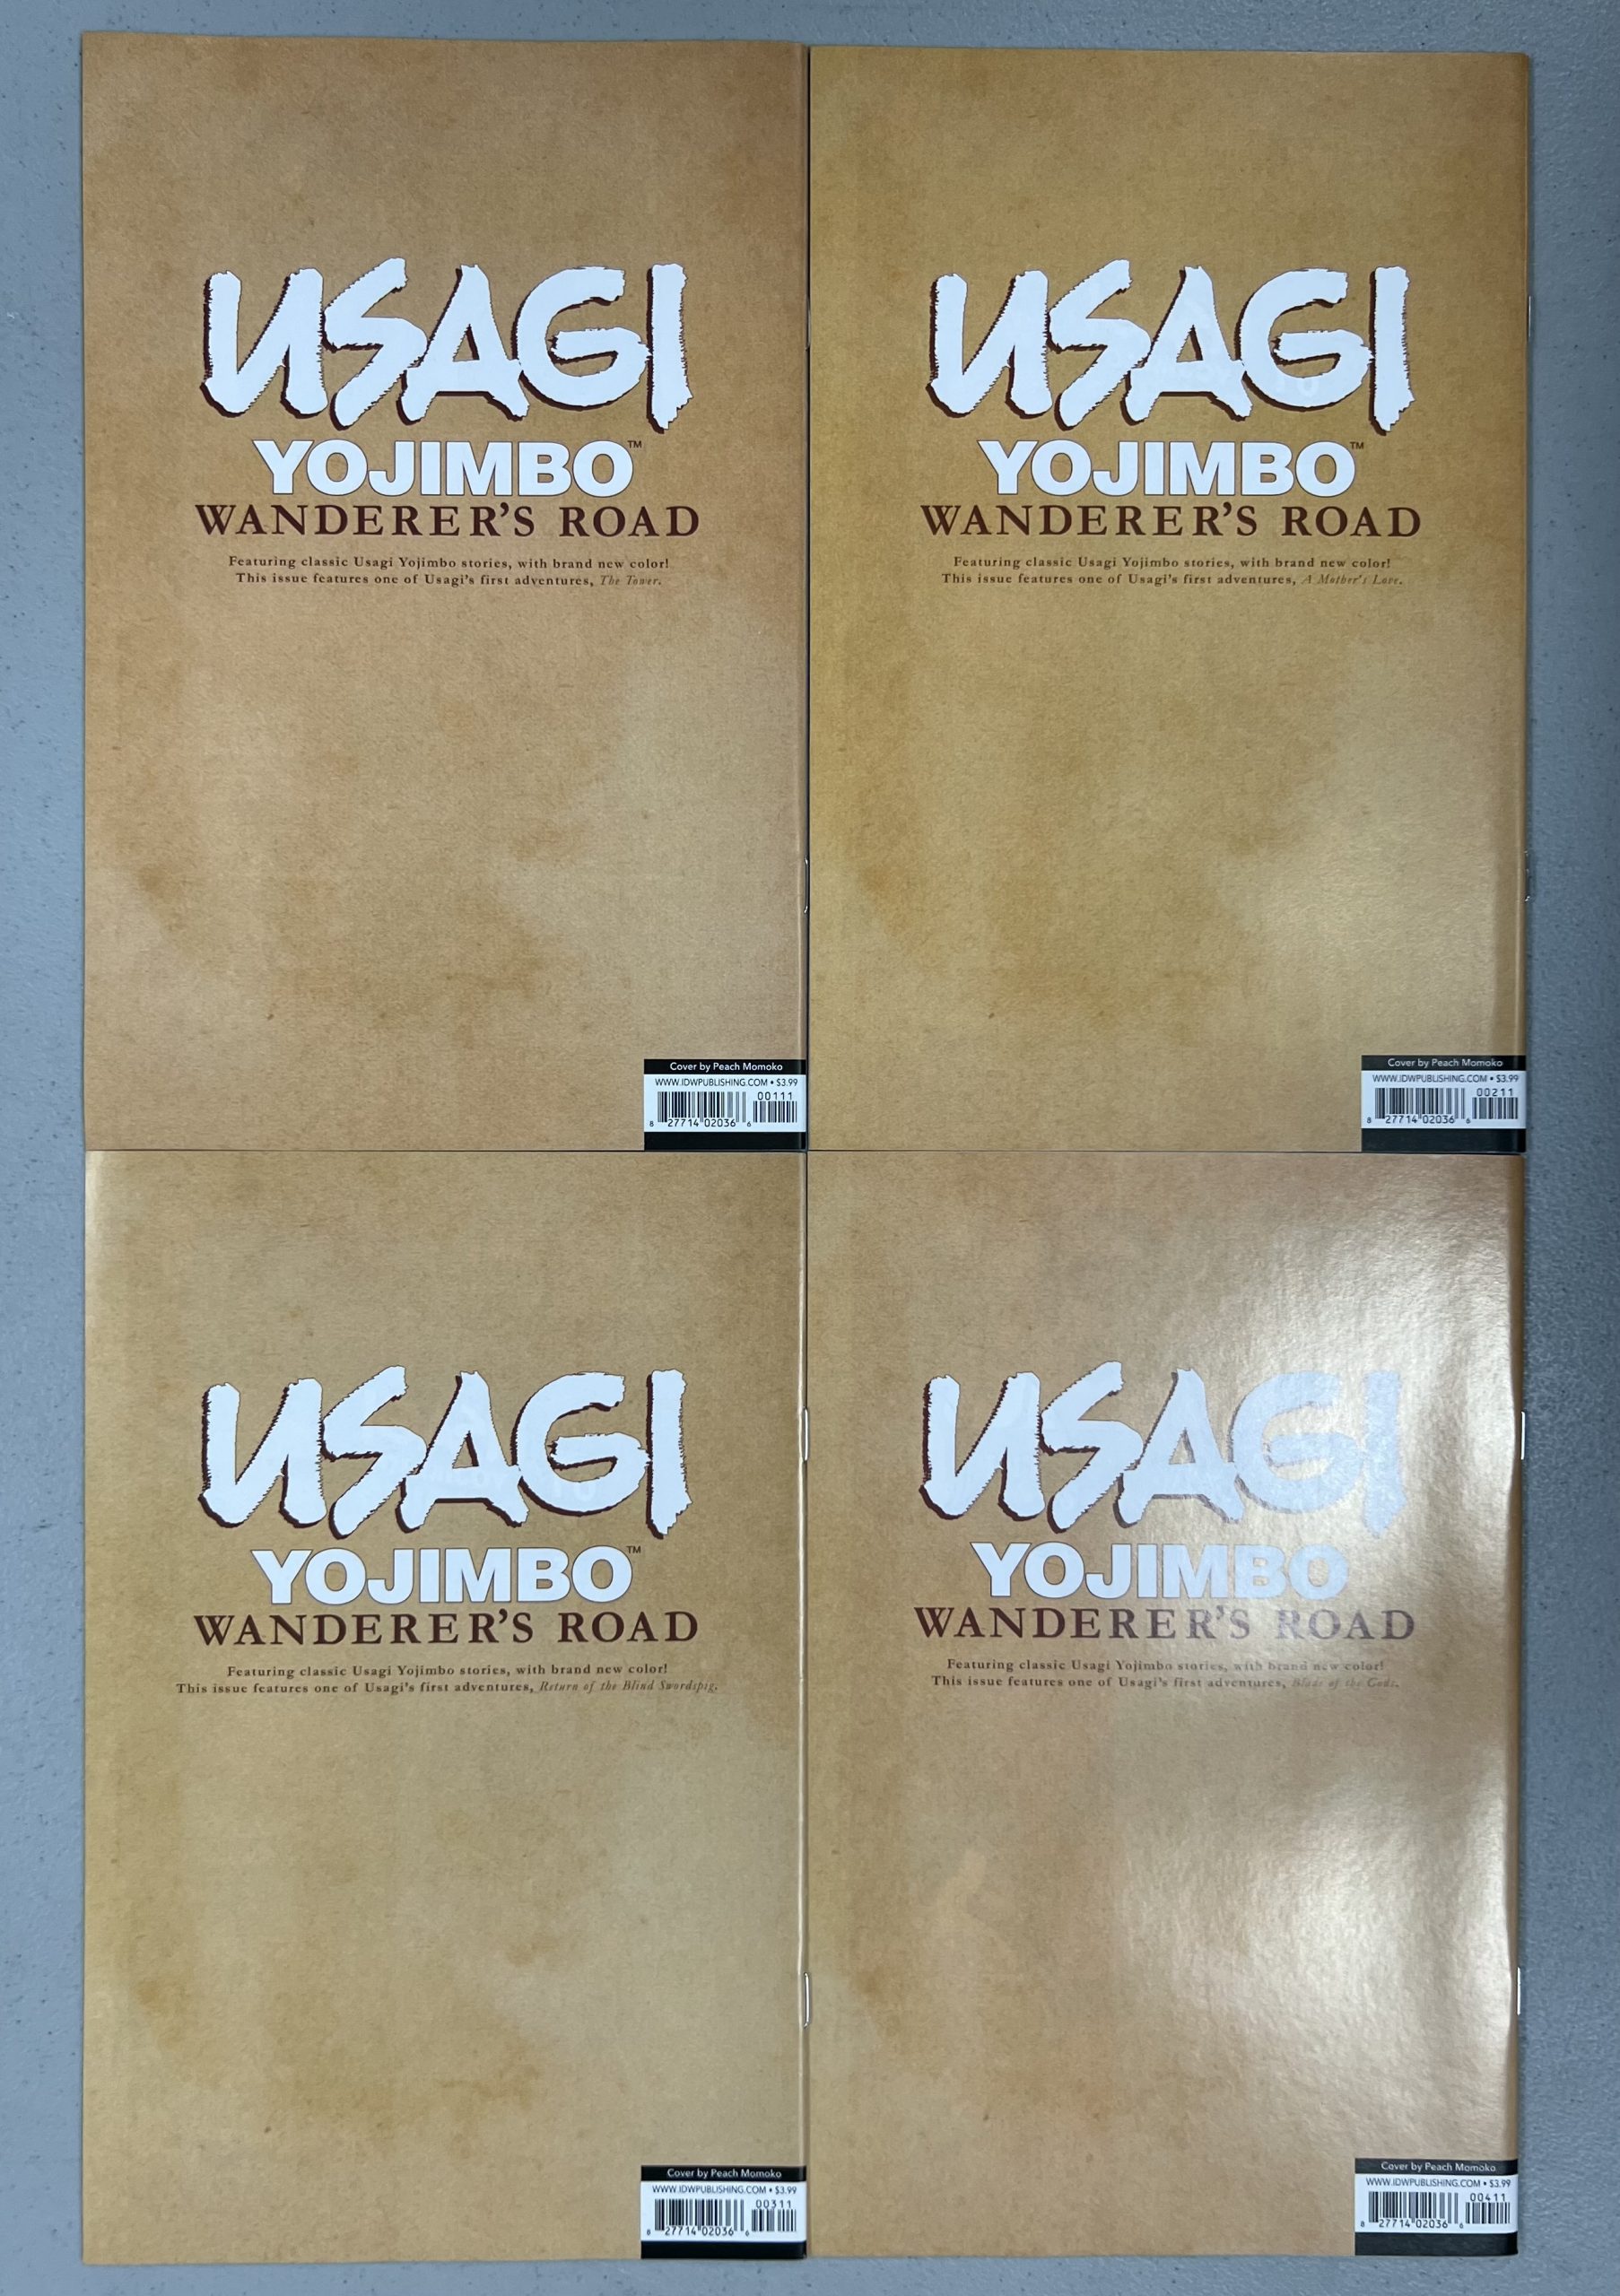 USAGI
YOJIMBO™
WANDERER'S ROAD
Featuring classic Usagi Yojimbo stories, with brand new color!
This issue features one of Usagi's first adventures, The Tower.
Cover by Peach Momoko
WWW.IDWPUBLISHING.COM • $3.99
00111
8 27714 02036 6
USAGI
YOJIMBO™
WANDERER'S ROAD
Featuring classic Usagi Yojimbo stories, with brand new color!
This issue features one of Usagi's first adventures, A Mother's Love.
Cover by Peach Momoko
WWW.IDWPUBLISHING.COM • $3.99
00211
8 27714 02036 6
USAGI
YOJIMBO™
WANDERER'S ROAD
Featuring classic Usagi Yojimbo stories, with brand new color!
This issue features one of Usagi's first adventures, Return of the Blind Swordspig.
Cover by Peach Momoko
WWW.IDWPUBLISHING.COM • $3.99
00311
8 27714 02036 6
USAGI
YOJIMBO
WANDERER'S ROAD
Featuring classic Usagi Yojimbo stories, with brand new color!
This issue features one of Usagi's first adventures, Blade of the Gods.
Cover by Peach Momoko
WWW.IDWPUBLISHING.COM • $3.99
00411
8 27714 02036 6